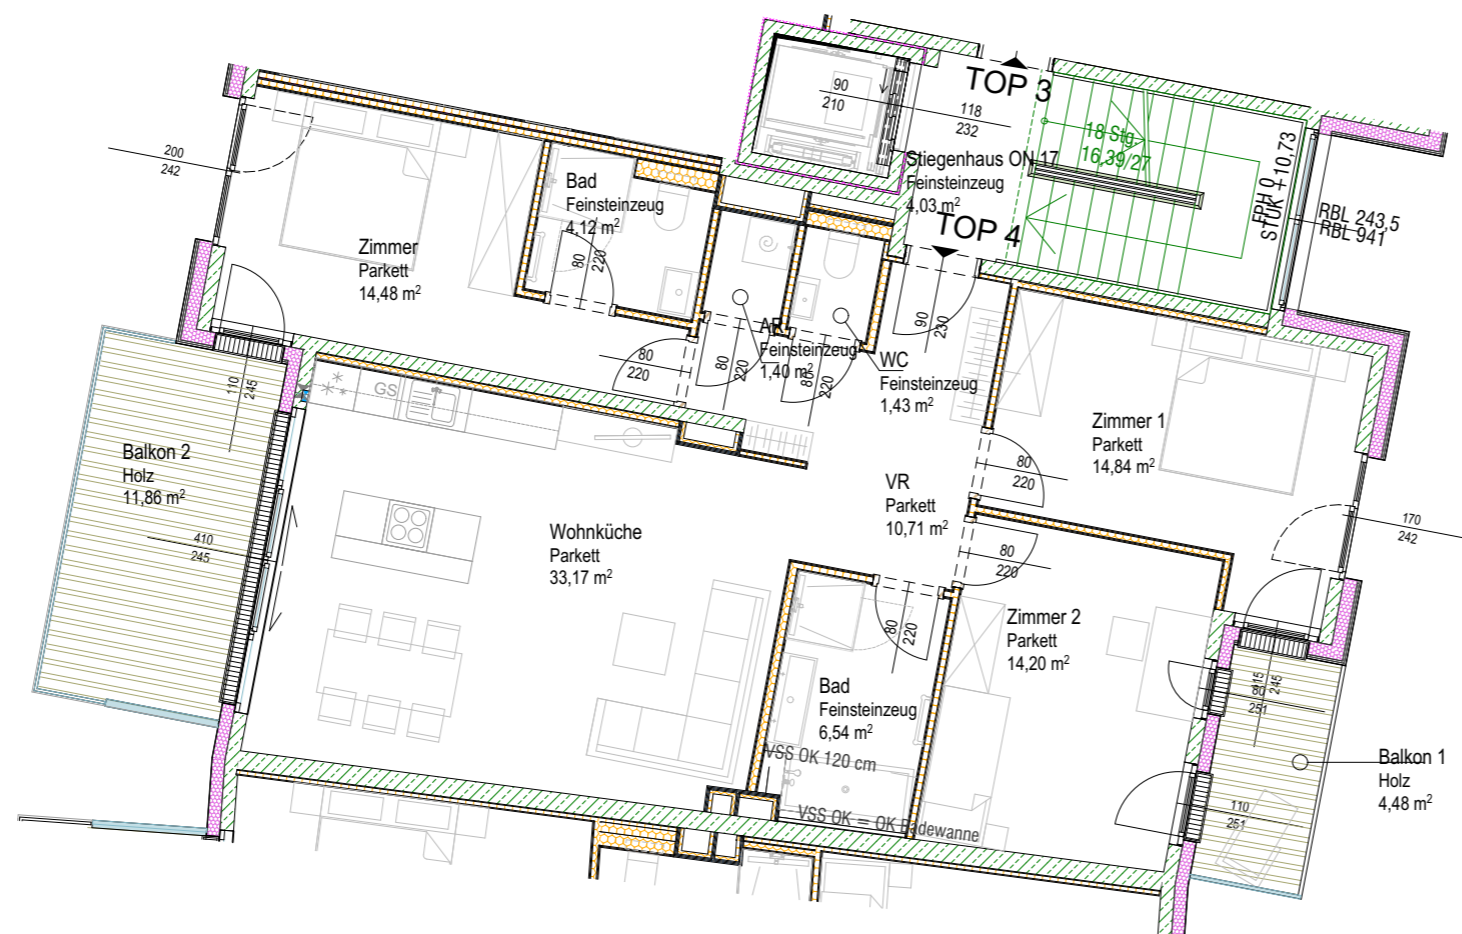 TOP 3
90
210
118
232
18 Stg.
16,39/27
Stiegenhaus ON 17
Feinsteinzeug
4,03 m²
FPH 0
STUK +10,73
RBL 243,5
RBL 941
TOP 4
200
242
Bad
Feinsteinzeug
4,12 m²
80
220
Zimmer
Parkett
14,48 m²
90
230
AR
Feinsteinzeug
1,40 m²
80
220
80
220
WC
Feinsteinzeug
1,43 m²
80
220
110
245
GS
Zimmer 1
Parkett
14,84 m²
80
220
Balkon 2
Holz
11,86 m²
VR
Parkett
10,71 m²
410
245
170
242
Wohnküche
Parkett
33,17 m²
80
220
80
220
Zimmer 2
Parkett
14,20 m²
115
245
80
251
Bad
Feinsteinzeug
6,54 m²
VSS OK 120 cm
Balkon 1
Holz
4,48 m²
110
251
VSS OK = OK Badewanne